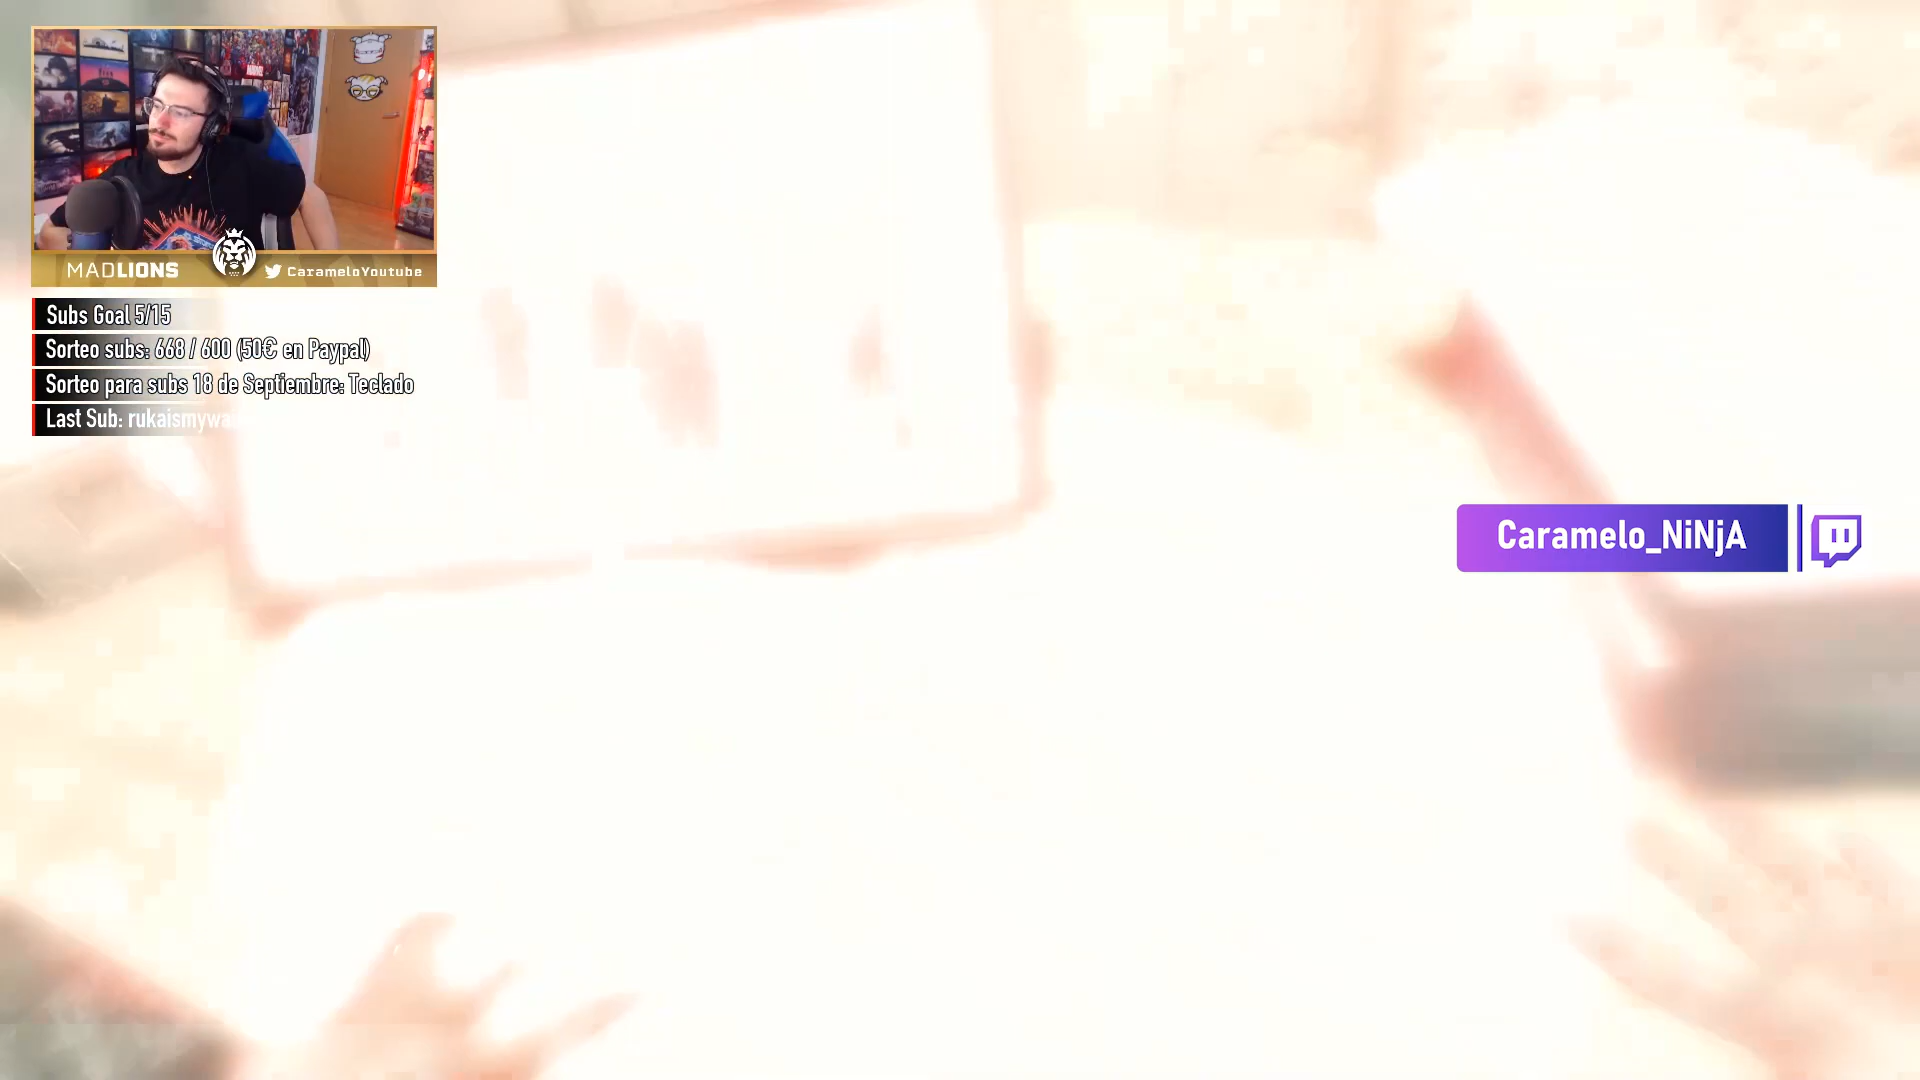 MADLIONS
CarameloYoutube
Subs Goal 5/15
Sorteo subs: 668 / 600 (50€ en Paypal)
Sorteo para subs 18 de Septiembre: Teclado
Last Sub:
Caramelo_NiNjA
MARVEL